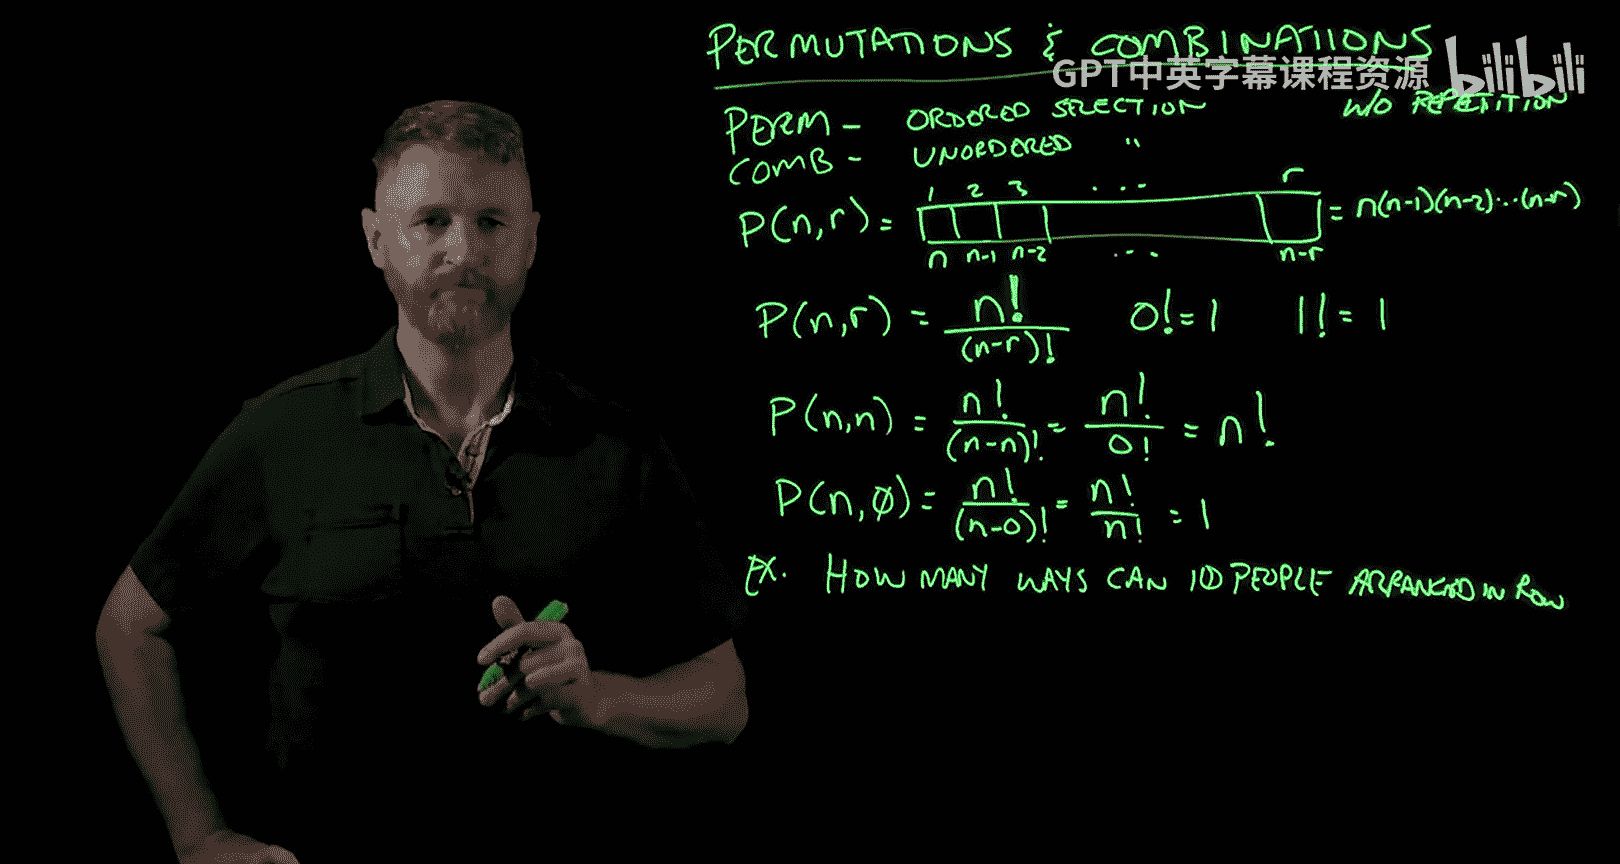 PERMUTATIONS & COMBINATIONS
GPT中英字幕课程资源 bilibili
PERM - ORDERED SELECTION W/O REPETITION
COMB - UNORDERED "
1 2 3 ... r
P(n,r) = = n(n-1)(n-2)...(n-r)
n n-1 n-2 ... n-r
P(n,r) = n!/(n-r)! 0! = 1 1! = 1
P(n,n) = n!/(n-n)! = n!/0! = n!
P(n,ø) = n!/(n-0)! = n!/n! = 1
EX. HOW MANY WAYS CAN 10 PEOPLE ARRANGED IN ROW